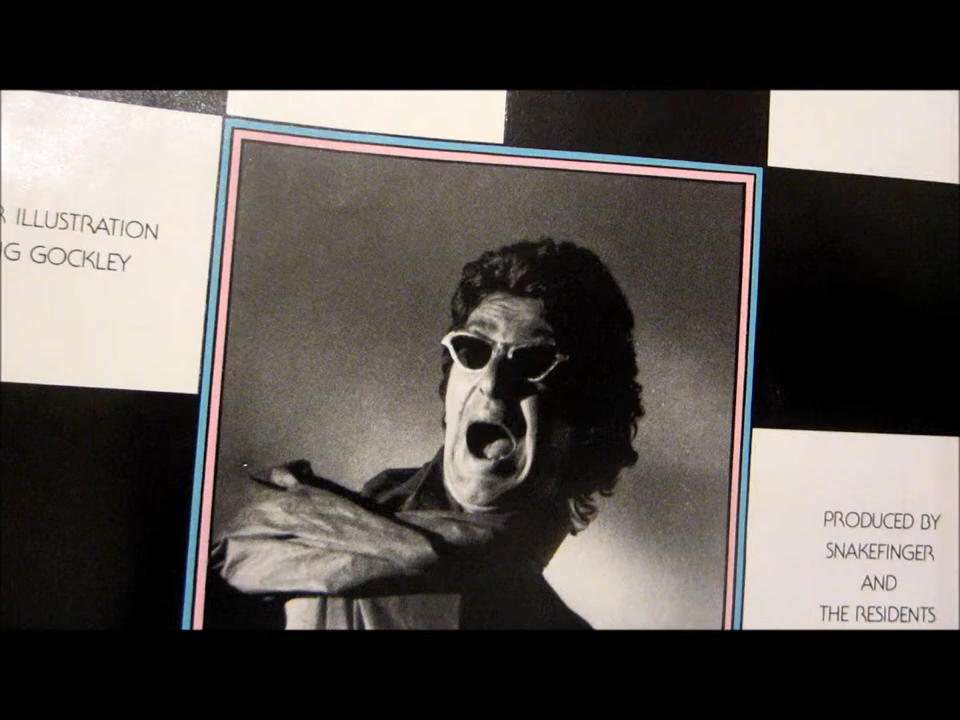 R ILLUSTRATION
G GOCKLEY
PRODUCED BY
SNAKEFINGER
AND
THE RESIDENTS